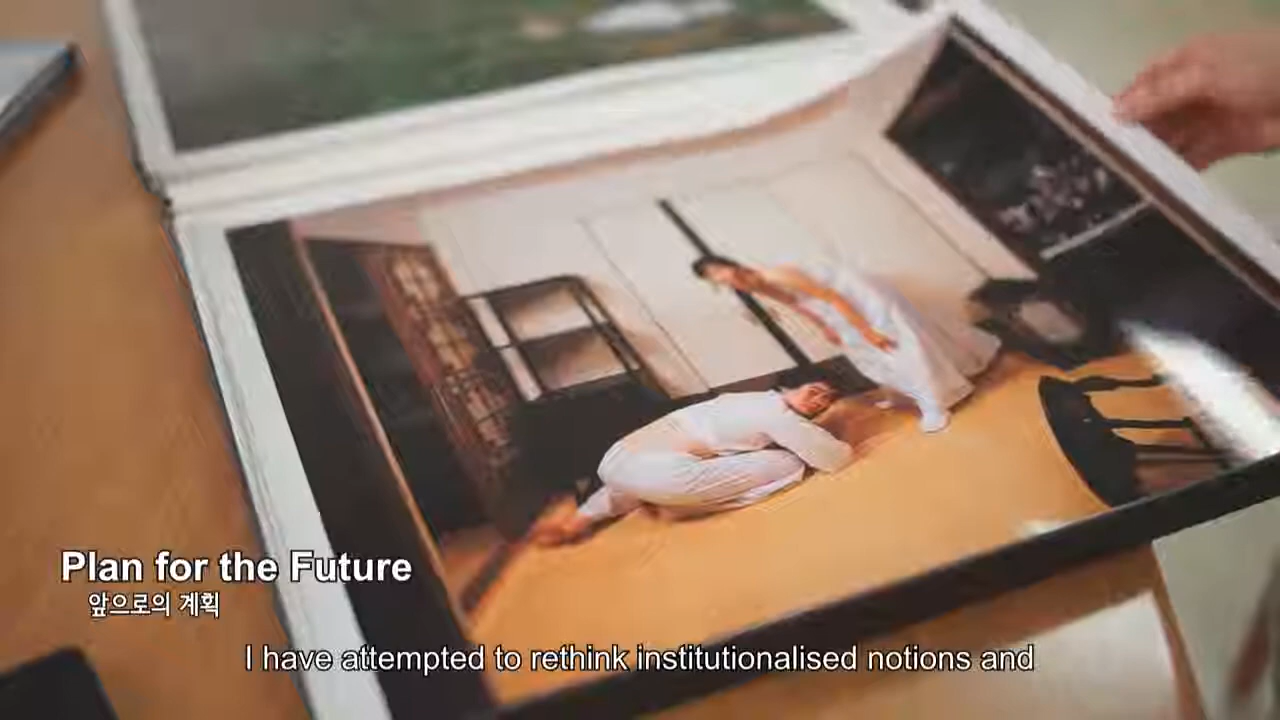 Plan for the Future
앞으로의 계획
I have attempted to rethink institutionalised notions and